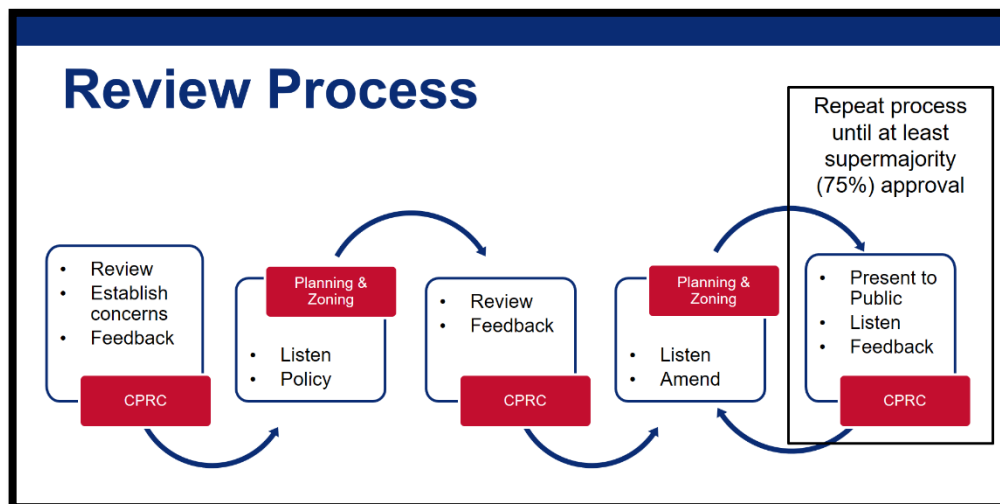 Review Process
Repeat process
until at least
supermajority
(75%) approval
• Review
• Establish
concerns
• Feedback
CPRC
Planning &
Zoning
• Listen
• Policy
• Review
• Feedback
CPRC
Planning &
Zoning
• Listen
• Amend
• Present to
Public
• Listen
• Feedback
CPRC